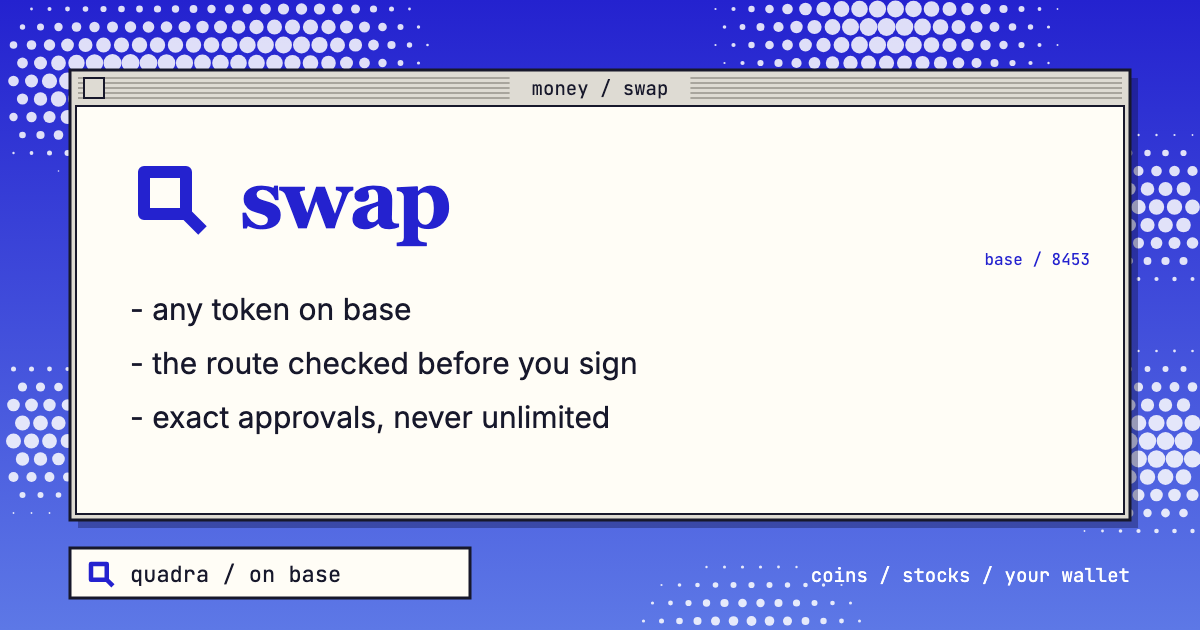 money / swap
swap
base / 8453
- any token on base
- the route checked before you sign
- exact approvals, never unlimited
quadra / on base
coins / stocks / your wallet